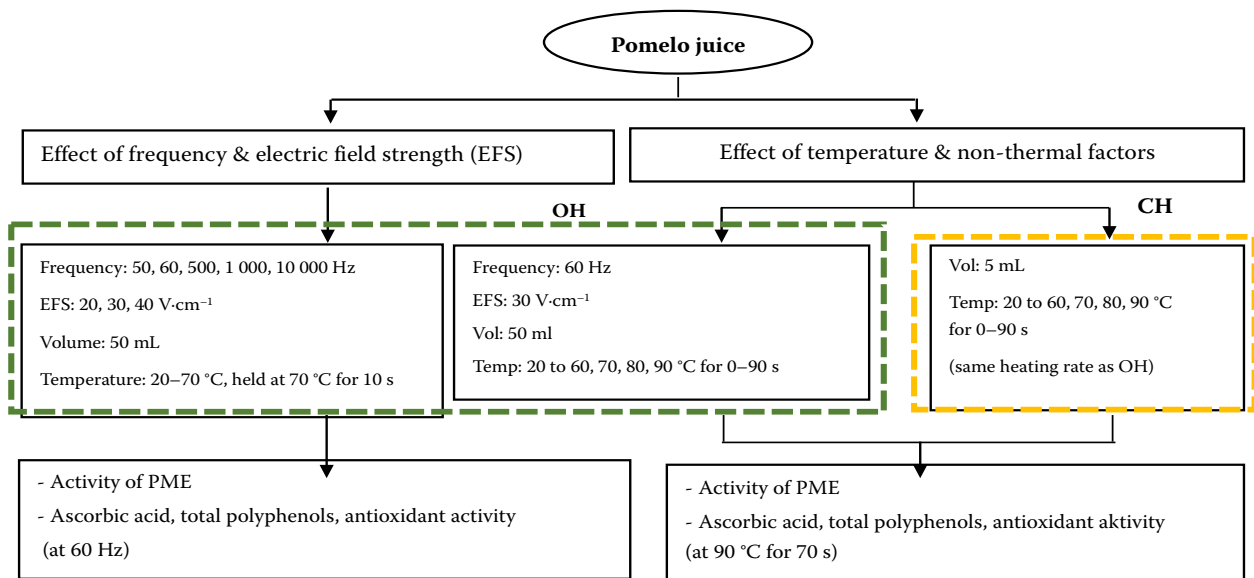 Pomelo juice
Effect of frequency & electric field strength (EFS)
Effect of temperature & non-thermal factors
OH
CH
Frequency: 50, 60, 500, 1 000, 10 000 Hz
EFS: 20, 30, 40 V·cm⁻¹
Volume: 50 mL
Temperature: 20–70 °C, held at 70 °C for 10 s
Frequency: 60 Hz
EFS: 30 V·cm⁻¹
Vol: 50 ml
Temp: 20 to 60, 70, 80, 90 °C for 0–90 s
Vol: 5 mL
Temp: 20 to 60, 70, 80, 90 °C
for 0–90 s
(same heating rate as OH)
- Activity of PME
- Ascorbic acid, total polyphenols, antioxidant activity
(at 60 Hz)
- Activity of PME
- Ascorbic acid, total polyphenols, antioxidant aktivity
(at 90 °C for 70 s)